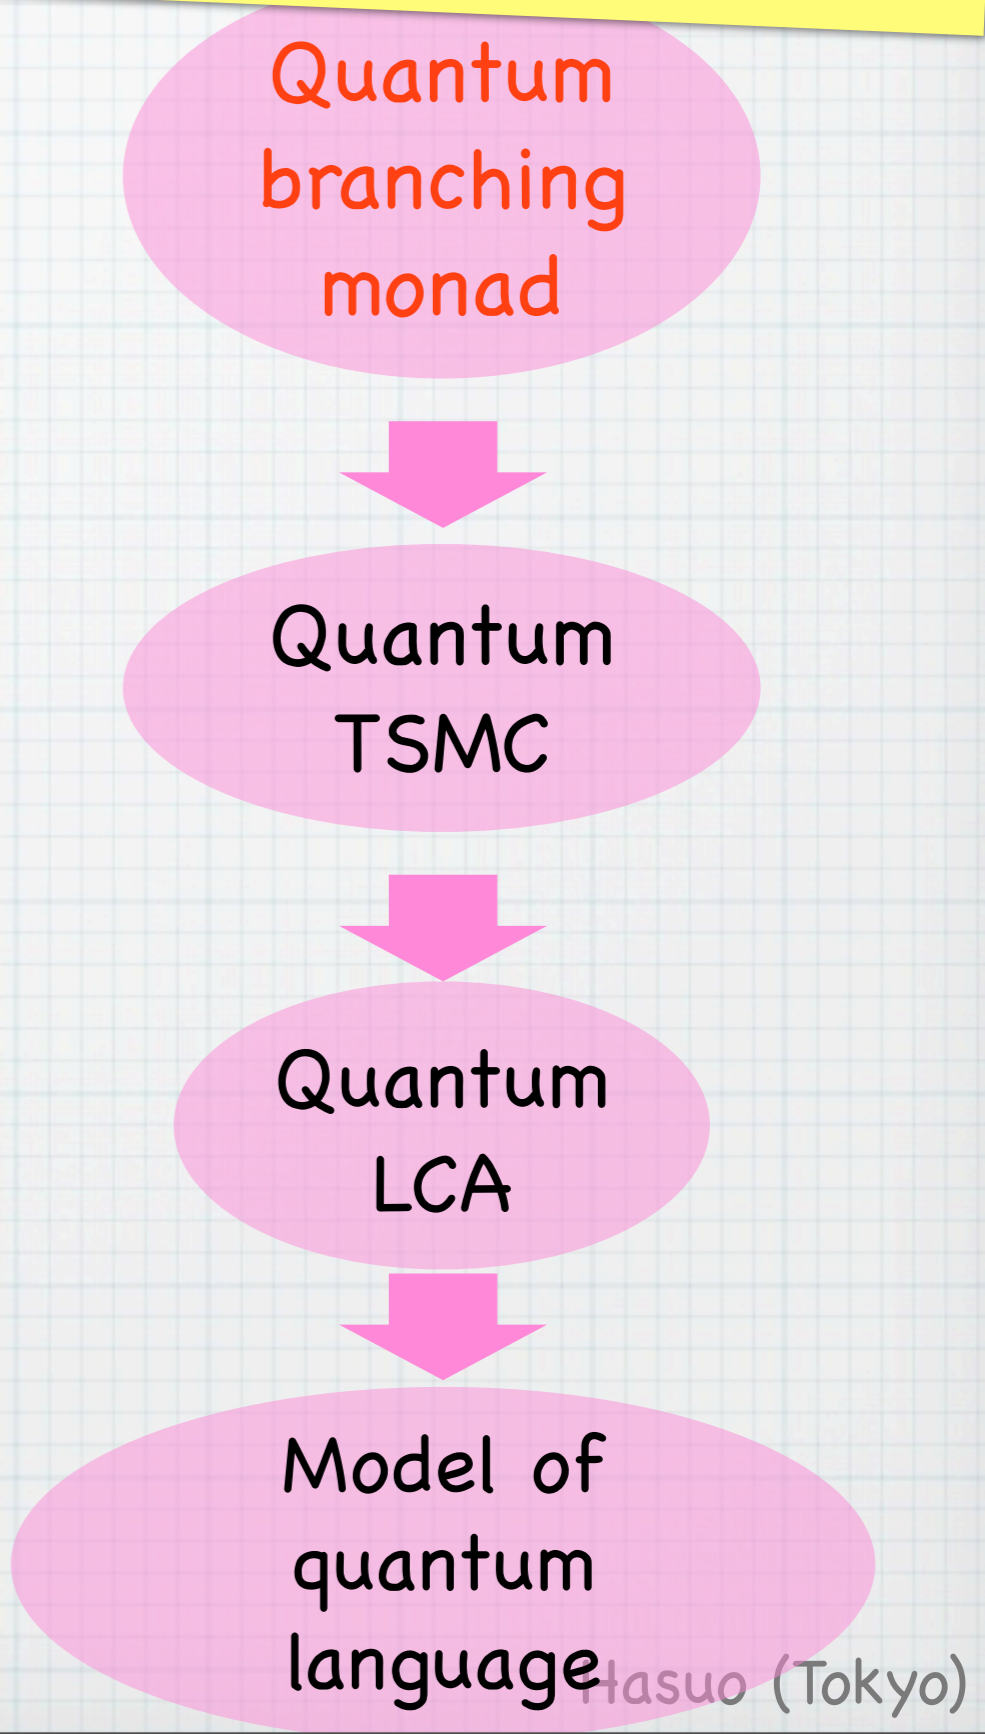 Quantum
branching
monad
Quantum
TSMC
Quantum
LCA
Model of
quantum
language
Hasuo (Tokyo)